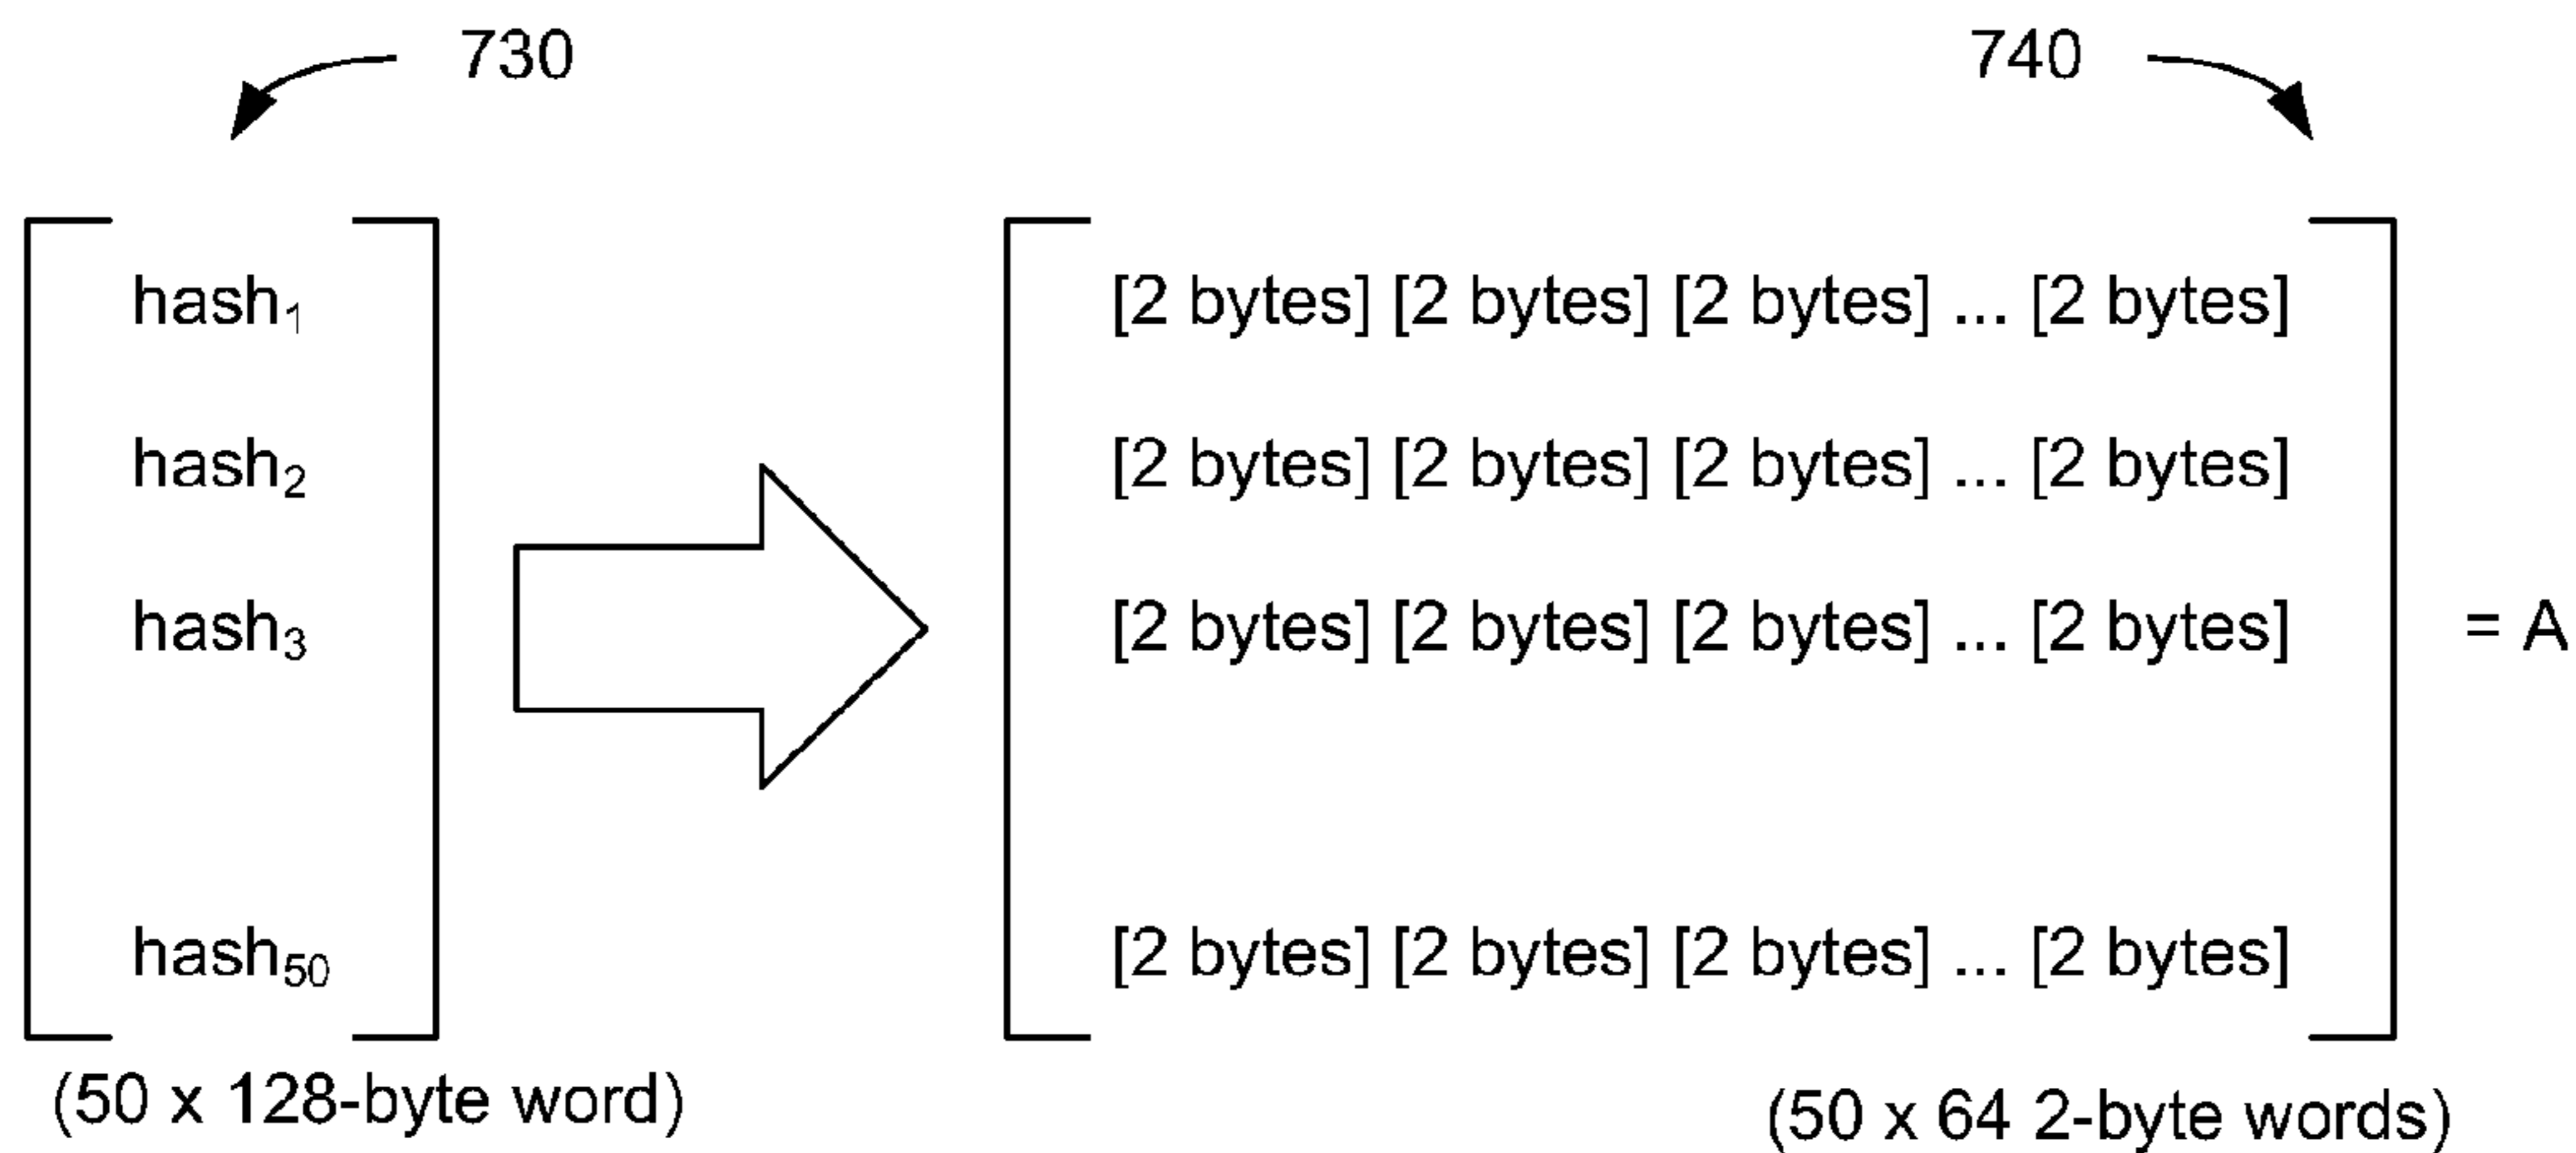 730 740
hash₁ [2 bytes] [2 bytes] [2 bytes] ... [2 bytes]
hash₂ [2 bytes] [2 bytes] [2 bytes] ... [2 bytes]
hash₃ [2 bytes] [2 bytes] [2 bytes] ... [2 bytes] = A
hash₅₀ [2 bytes] [2 bytes] [2 bytes] ... [2 bytes]
(50 x 128-byte word) (50 x 64 2-byte words)